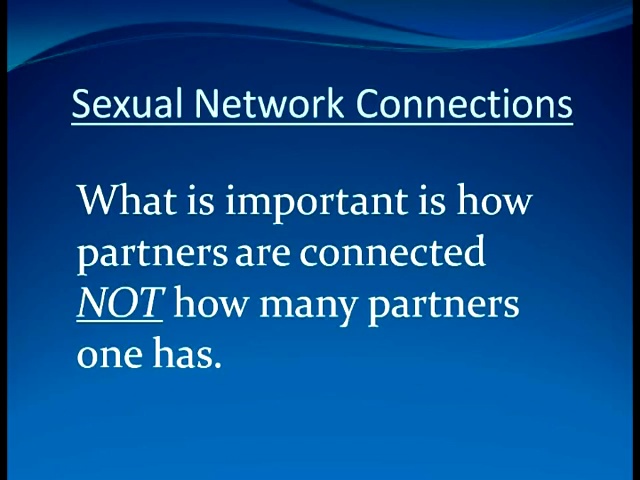 Sexual Network Connections
What is important is how
partners are connected
NOT how many partners
one has.